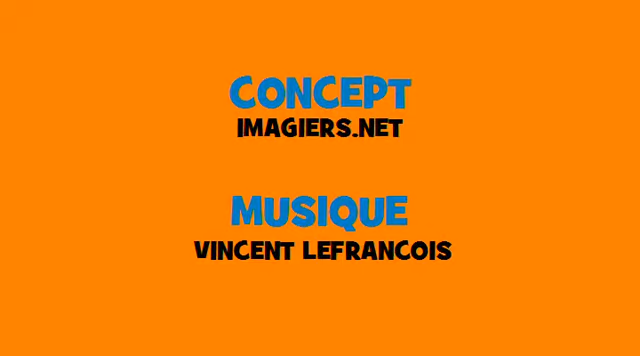 CONCEPT
IMAGIERS.NET
MUSIQUE
VINCENT LEFRANCOIS